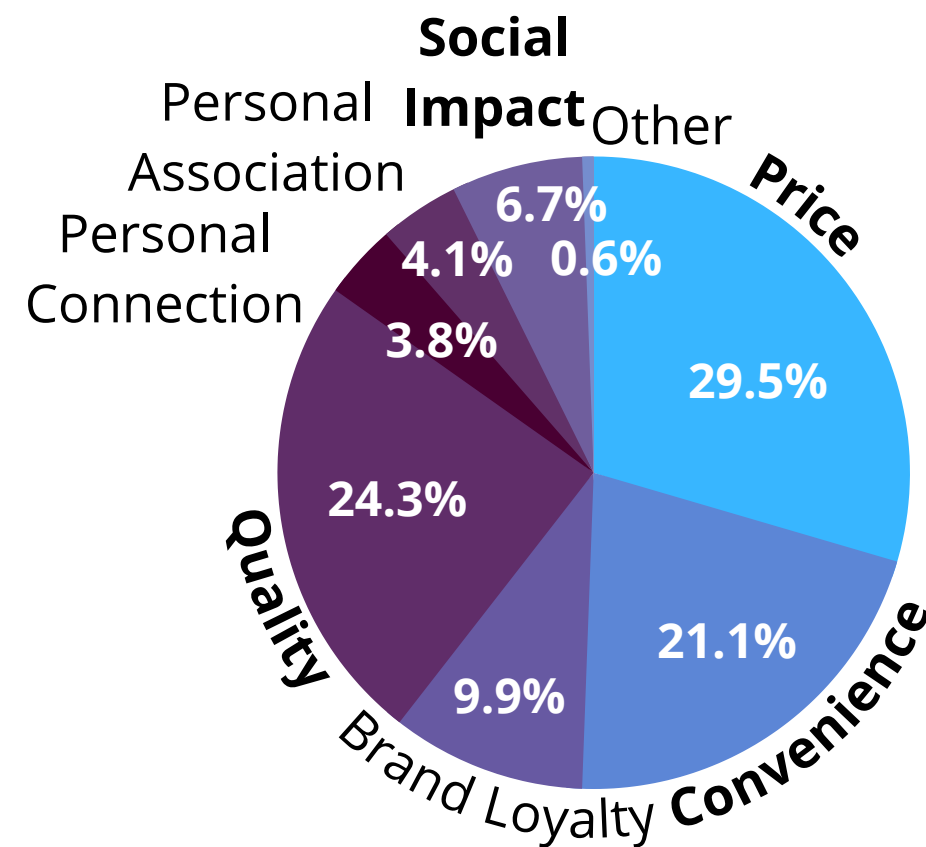 Social
Impact
Other
Personal
Association
Personal
Connection
Price
6.7%
0.6%
4.1%
3.8%
29.5%
24.3%
21.1%
9.9%
Quality
Brand Loyalty
Convenience